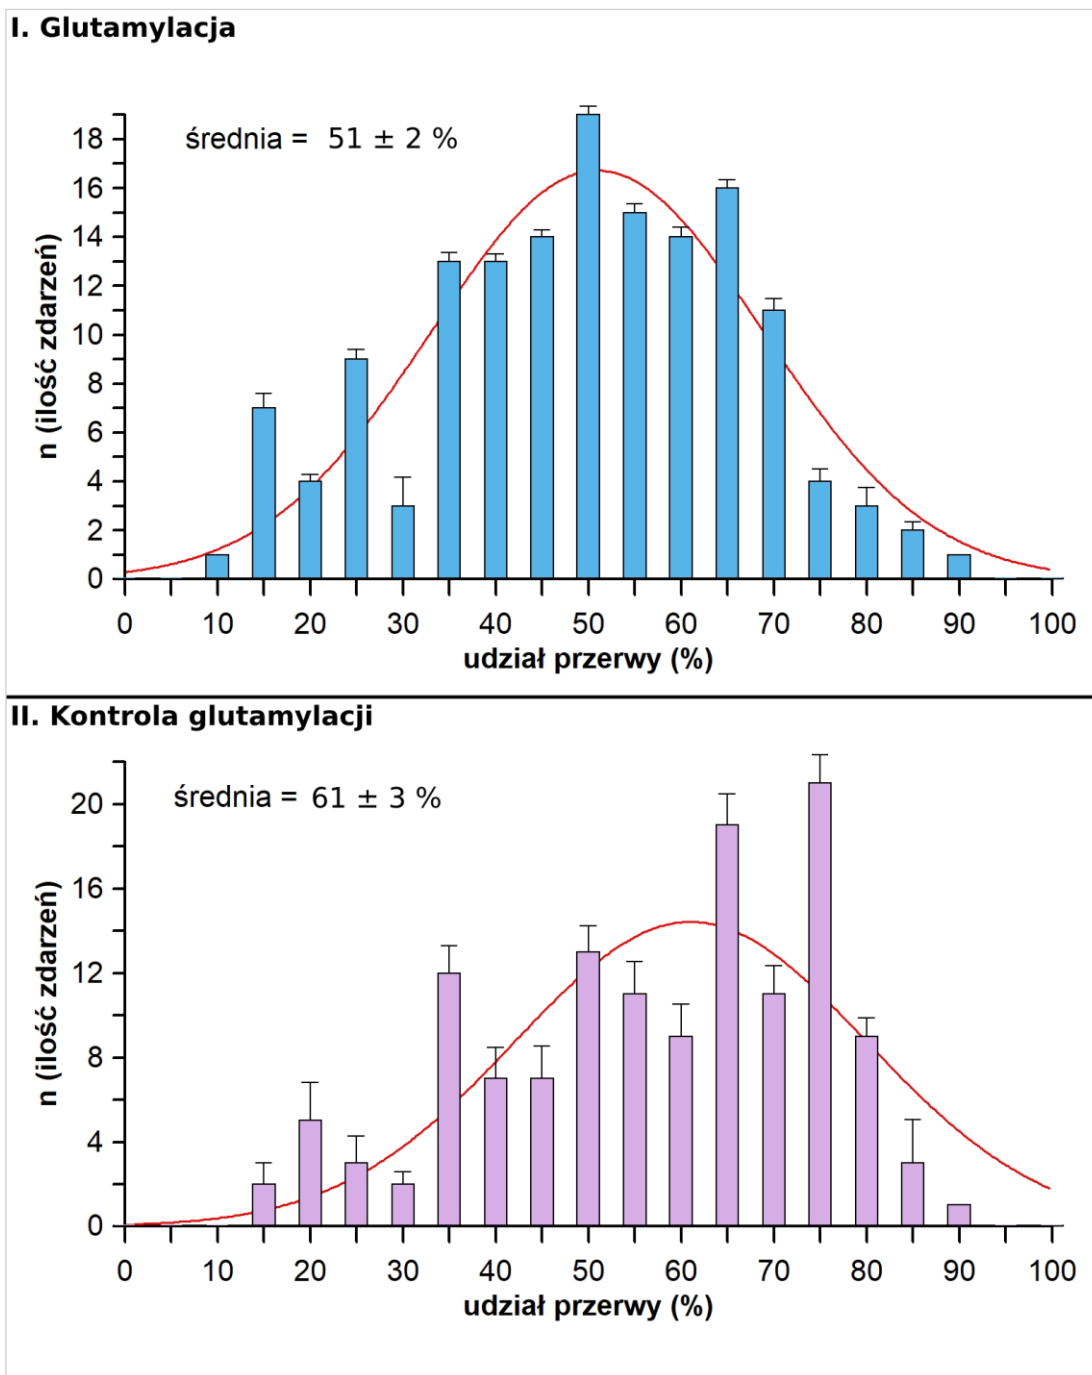 I. Glutamylacja
średnia = 51 ± 2 %
n (ilość zdarzeń)
18
16
14
12
10
8
6
4
2
0
0 10 20 30 40 50 60 70 80 90 100
udział przerwy (%)
II. Kontrola glutamylacji
średnia = 61 ± 3 %
n (ilość zdarzeń)
20
16
12
8
4
0
0 10 20 30 40 50 60 70 80 90 100
udział przerwy (%)